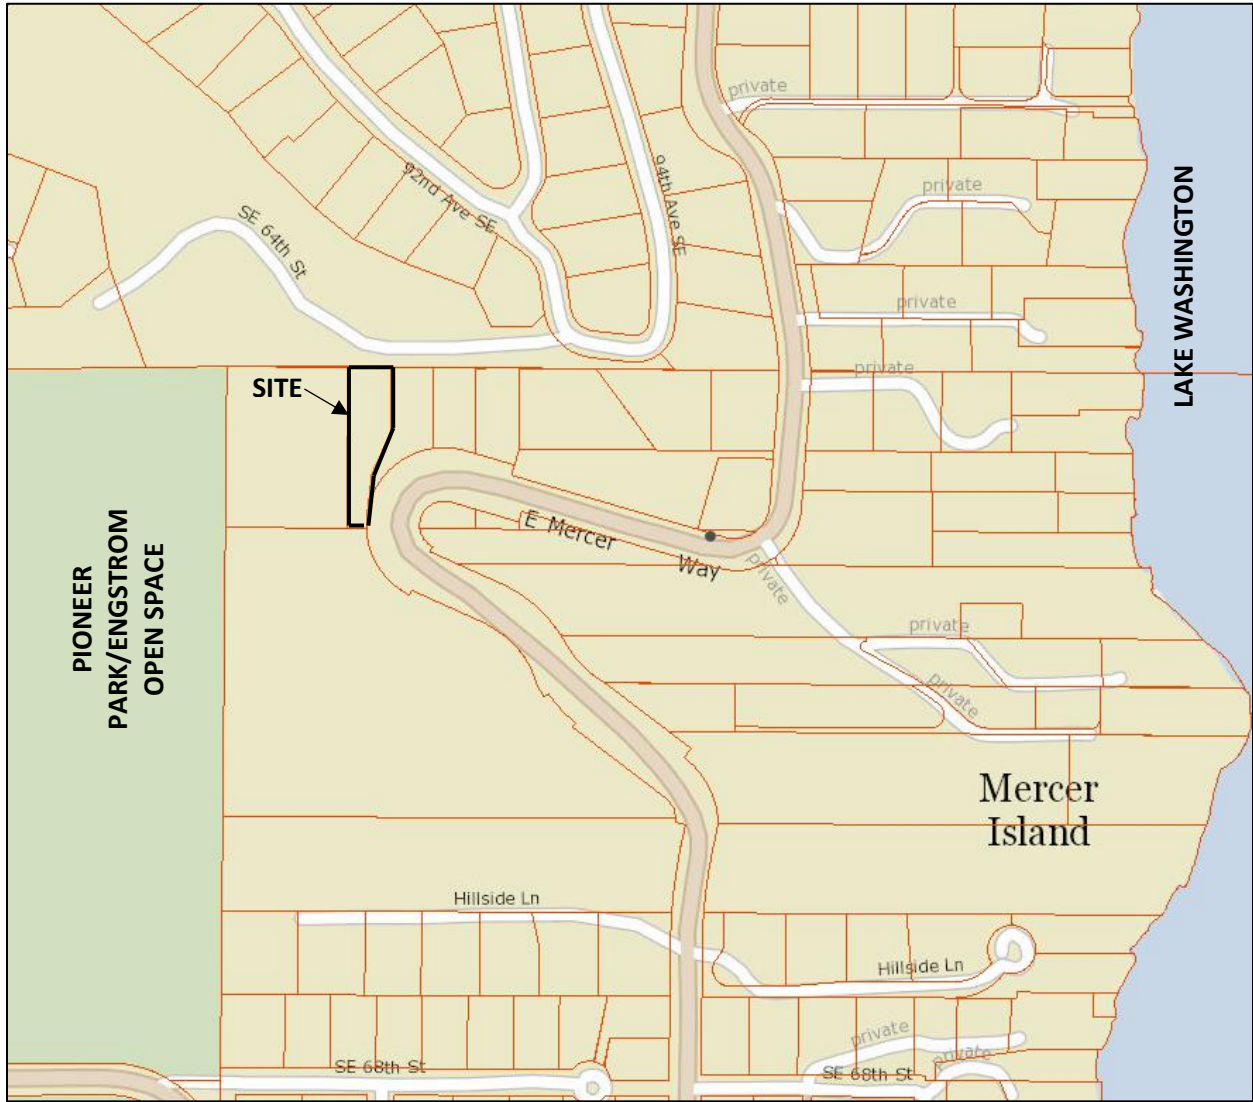 private
92nd Ave SE
94th Ave SE
private
SE 64th St
private
LAKE WASHINGTON
private
SITE
E Mercer
Way
private
PIONEER
PARK/ENGSTROM
OPEN SPACE
private
private
Mercer
Island
Hillside Ln
Hillside Ln
private
private
SE 68th St
SE 68th St